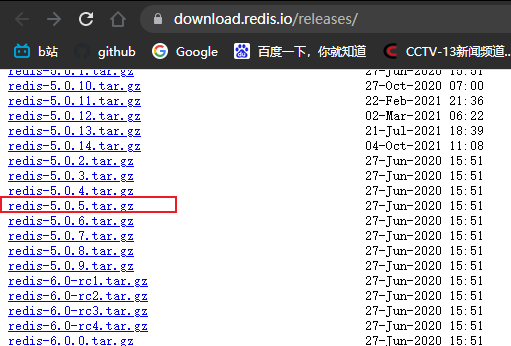 download.redis.io/releases/
b站 github Google 百度一下，你就知道 CCTV-13新闻频道...
redis-5.0.1.tar.gz 27-Jun-2020 15:51
redis-5.0.10.tar.gz 27-Oct-2020 07:00
redis-5.0.11.tar.gz 22-Feb-2021 21:36
redis-5.0.12.tar.gz 02-Mar-2021 06:22
redis-5.0.13.tar.gz 21-Jul-2021 18:39
redis-5.0.14.tar.gz 04-Oct-2021 11:08
redis-5.0.2.tar.gz 27-Jun-2020 15:51
redis-5.0.3.tar.gz 27-Jun-2020 15:51
redis-5.0.4.tar.gz 27-Jun-2020 15:51
redis-5.0.5.tar.gz 27-Jun-2020 15:51
redis-5.0.6.tar.gz 27-Jun-2020 15:51
redis-5.0.7.tar.gz 27-Jun-2020 15:51
redis-5.0.8.tar.gz 27-Jun-2020 15:51
redis-5.0.9.tar.gz 27-Jun-2020 15:51
redis-6.0-rc1.tar.gz 27-Jun-2020 15:51
redis-6.0-rc2.tar.gz 27-Jun-2020 15:51
redis-6.0-rc3.tar.gz 27-Jun-2020 15:51
redis-6.0-rc4.tar.gz 27-Jun-2020 15:51
redis-6.0.0.tar.gz 27-Jun-2020 15:51